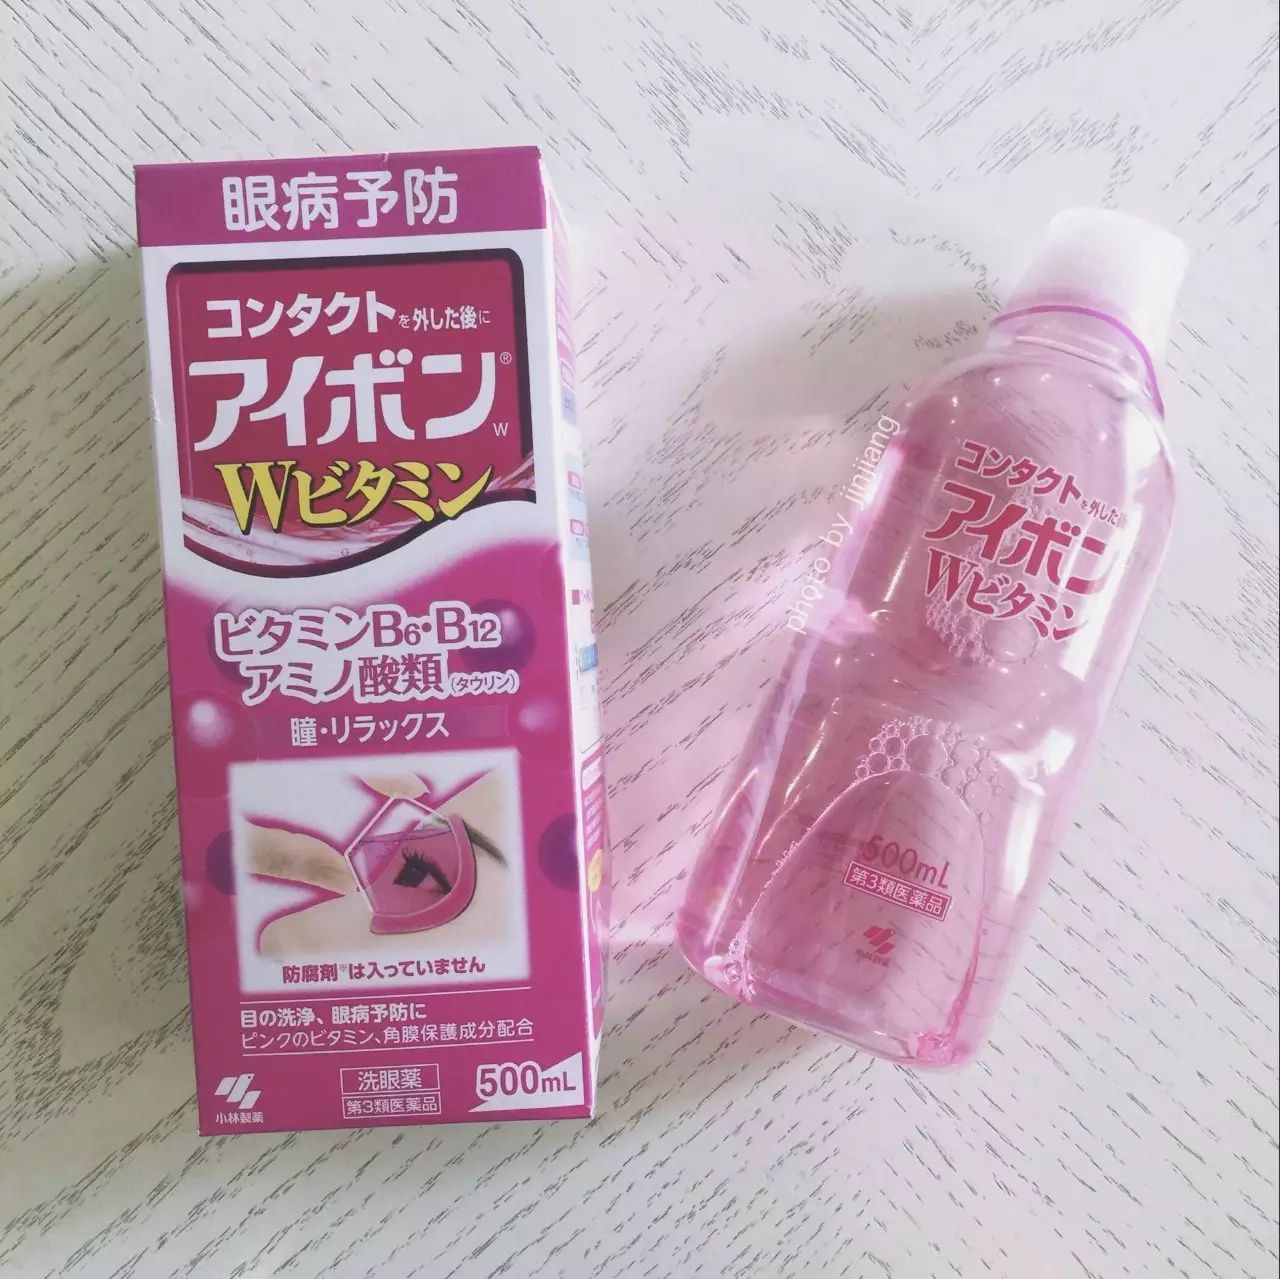 眼病予防
コンタクトを外した後に
アイボン®W
Wビタミン
ビタミンB6・B12
アミノ酸類(タウリン)
瞳・リラックス
防腐剤※は入っていません
目の洗浄、眼病予防に
ピンクのビタミン、角膜保護成分配合
洗眼薬
第3類医薬品
500mL
小林製薬
コンタクトを外した後
アイボン
Wビタミン
500mL
第3類医薬品
小林製薬
photo by jinjiang